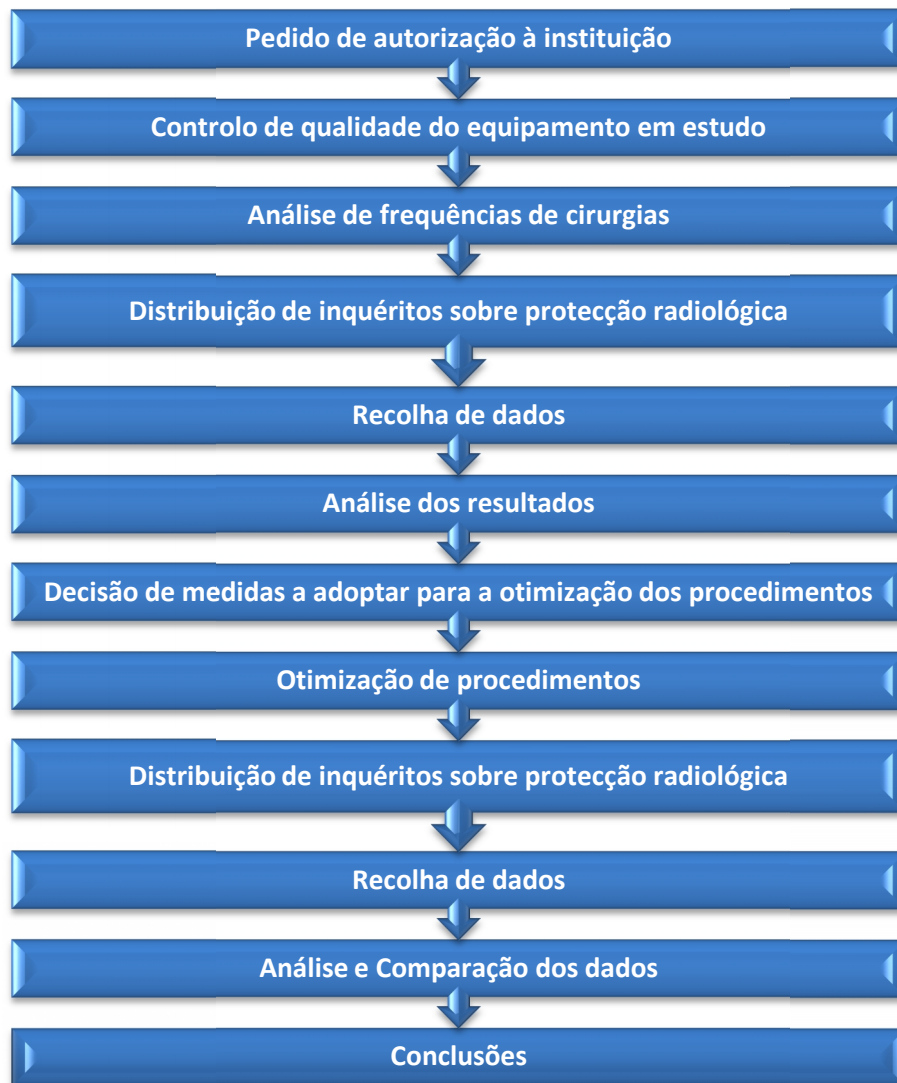 Pedido de autorização à instituição
Controlo de qualidade do equipamento em estudo
Análise de frequências de cirurgias
Distribuição de inquéritos sobre protecção radiológica
Recolha de dados
Análise dos resultados
Decisão de medidas a adoptar para a otimização dos procedimentos
Otimização de procedimentos
Distribuição de inquéritos sobre protecção radiológica
Recolha de dados
Análise e Comparação dos dados
Conclusões